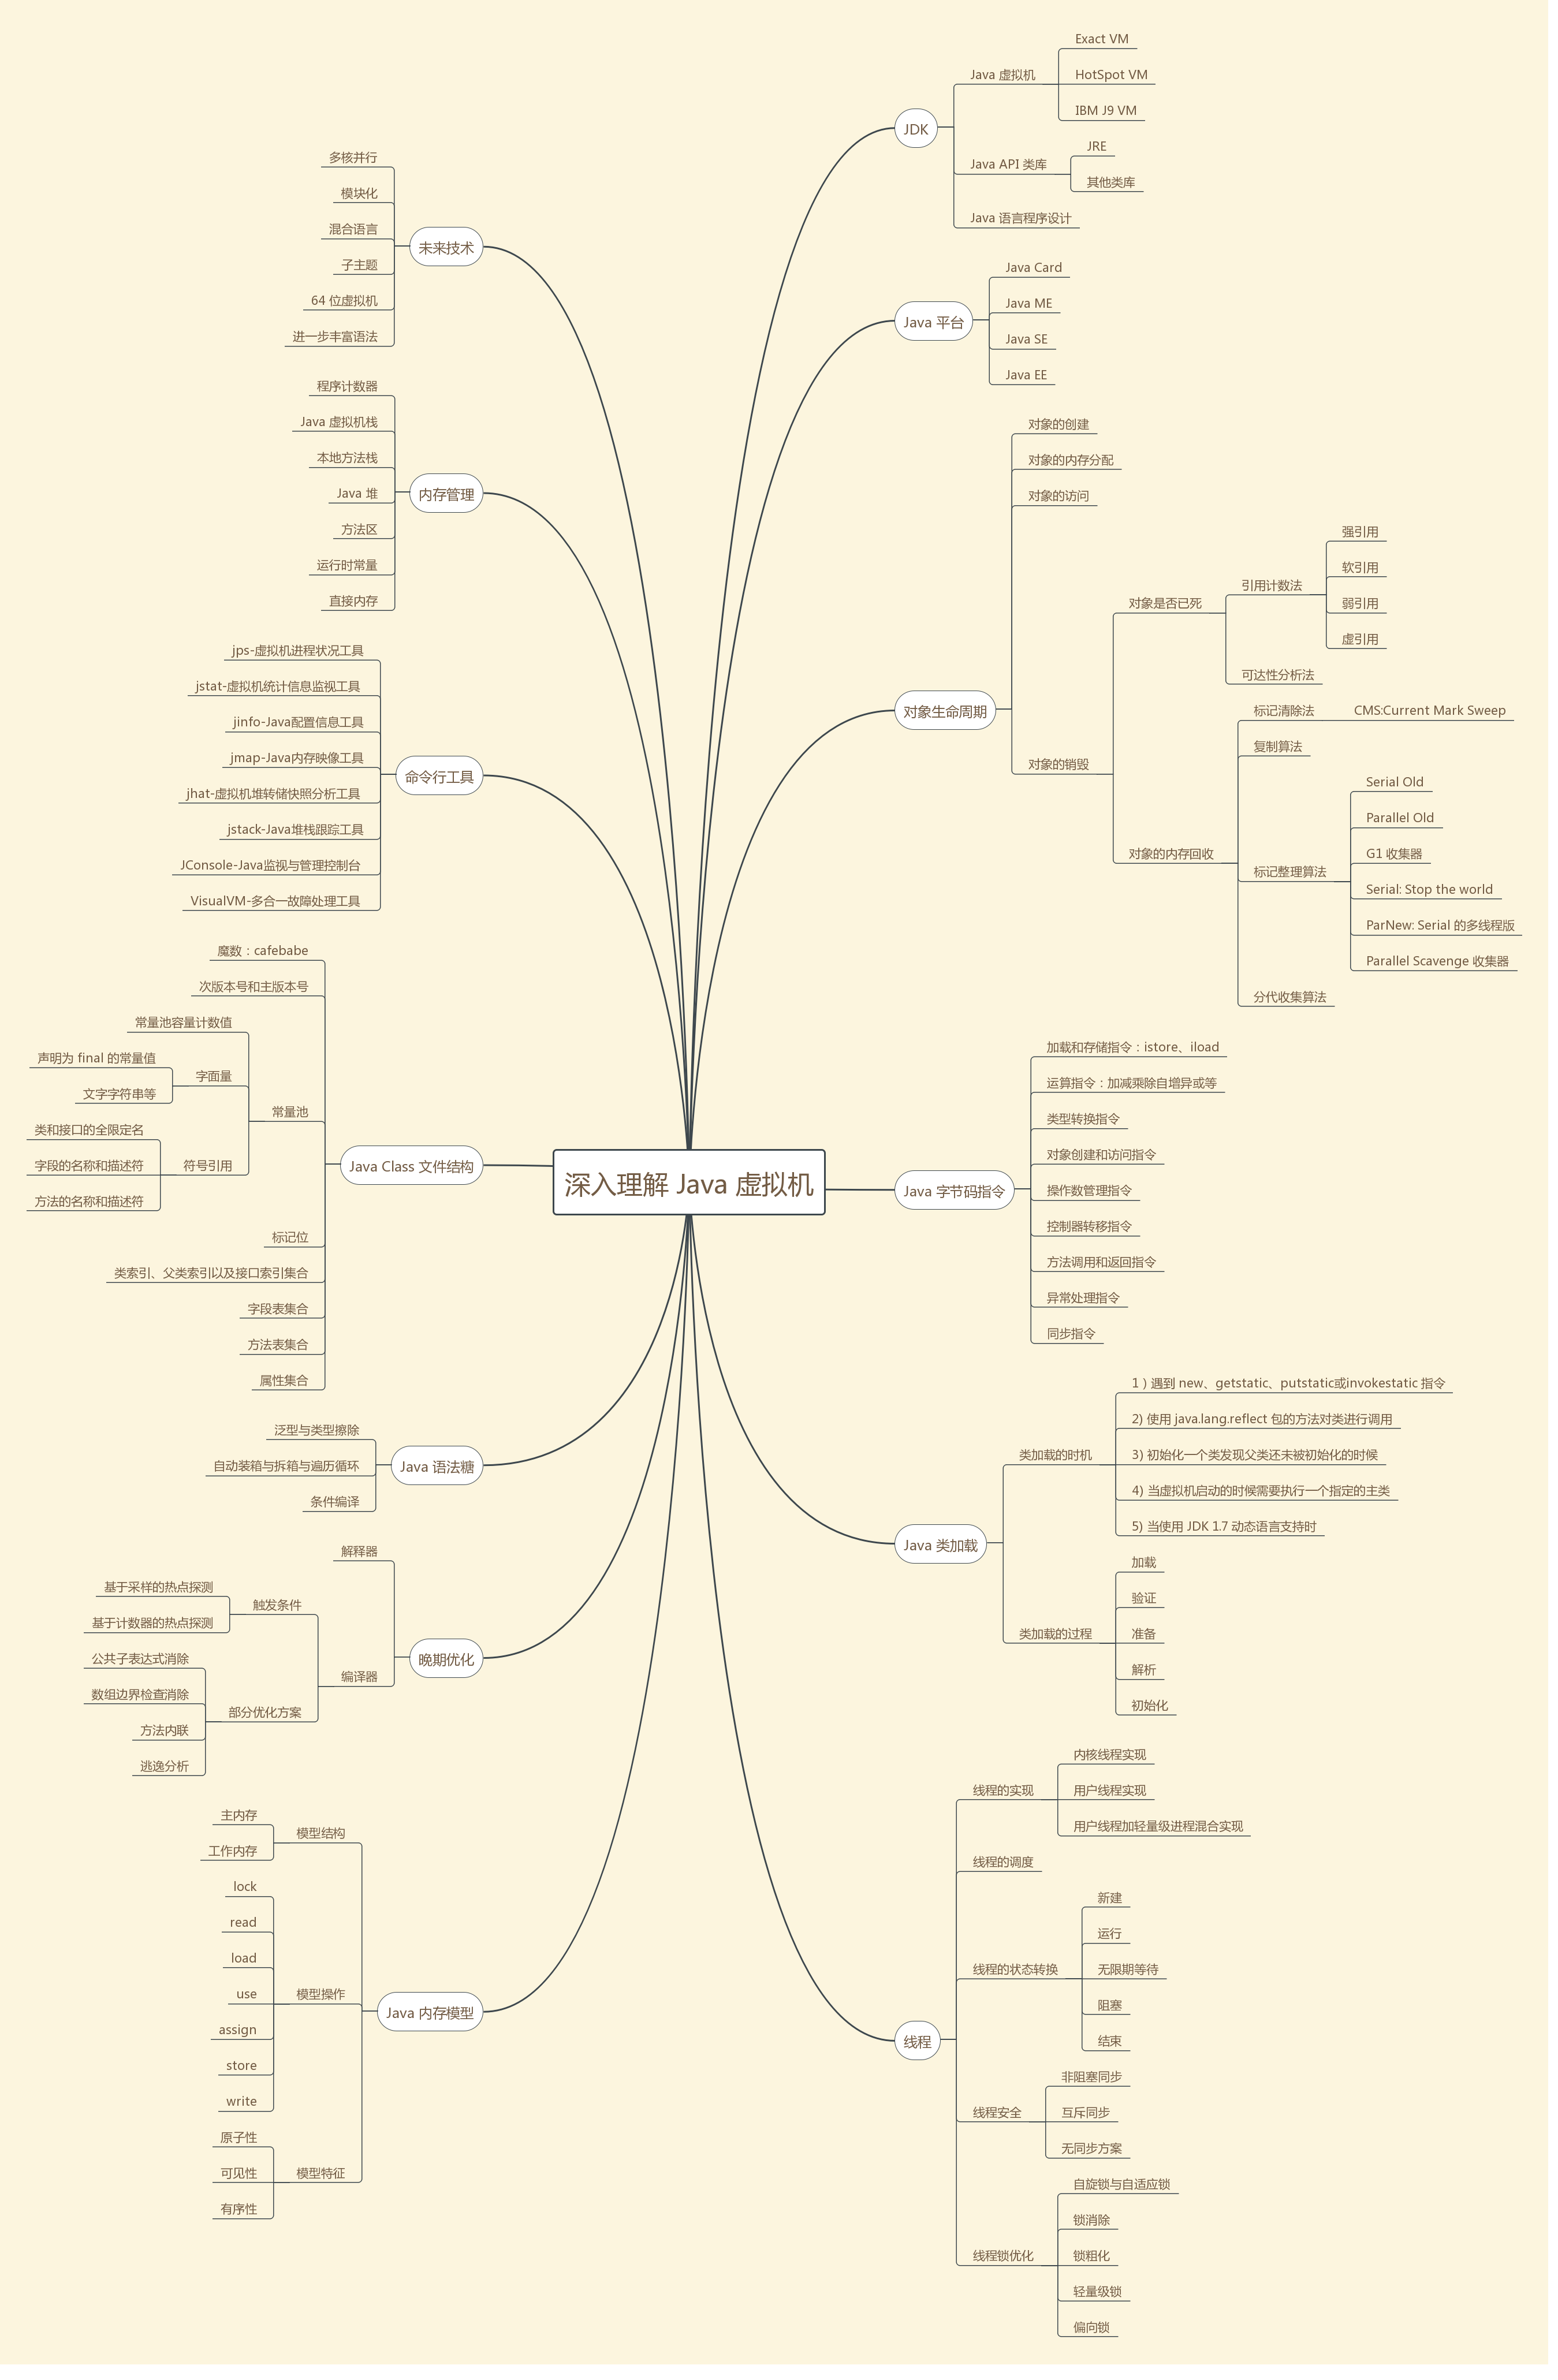 深入理解 Java 虚拟机
JDK
Java 虚拟机
Exact VM
HotSpot VM
IBM J9 VM
Java API 类库
JRE
其他类库
Java 语言程序设计
Java 平台
Java Card
Java ME
Java SE
Java EE
对象生命周期
对象的创建
对象的内存分配
对象的访问
对象的销毁
对象是否已死
引用计数法
强引用
软引用
弱引用
虚引用
可达性分析法
对象的内存回收
标记清除法
CMS:Current Mark Sweep
复制算法
标记整理算法
Serial Old
Parallel Old
G1 收集器
Serial: Stop the world
ParNew: Serial 的多线程版
Parallel Scavenge 收集器
分代收集算法
Java 字节码指令
加载和存储指令：istore、iload
运算指令：加减乘除自增异或等
类型转换指令
对象创建和访问指令
操作数管理指令
控制器转移指令
方法调用和返回指令
异常处理指令
同步指令
Java 类加载
类加载的时机
1）遇到 new、getstatic、putstatic或invokestatic 指令
2) 使用 java.lang.reflect 包的方法对类进行调用
3) 初始化一个类发现父类还未被初始化的时候
4) 当虚拟机启动的时候需要执行一个指定的主类
5) 当使用 JDK 1.7 动态语言支持时
类加载的过程
加载
验证
准备
解析
初始化
线程
线程的实现
内核线程实现
用户线程实现
用户线程加轻量级进程混合实现
线程的调度
线程的状态转换
新建
运行
无限期等待
阻塞
结束
线程安全
非阻塞同步
互斥同步
无同步方案
线程锁优化
自旋锁与自适应锁
锁消除
锁粗化
轻量级锁
偏向锁
未来技术
多核并行
模块化
混合语言
子主题
64 位虚拟机
进一步丰富语法
内存管理
程序计数器
Java 虚拟机栈
本地方法栈
Java 堆
方法区
运行时常量
直接内存
命令行工具
jps-虚拟机进程状况工具
jstat-虚拟机统计信息监视工具
jinfo-Java配置信息工具
jmap-Java内存映像工具
jhat-虚拟机堆转储快照分析工具
jstack-Java堆栈跟踪工具
JConsole-Java监视与管理控制台
VisualVM-多合一故障处理工具
Java Class 文件结构
魔数：cafebabe
次版本号和主版本号
常量池
常量池容量计数值
字面量
声明为 final 的常量值
文字字符串等
符号引用
类和接口的全限定名
字段的名称和描述符
方法的名称和描述符
标记位
类索引、父类索引以及接口索引集合
字段表集合
方法表集合
属性集合
Java 语法糖
泛型与类型擦除
自动装箱与拆箱与遍历循环
条件编译
晚期优化
解释器
编译器
触发条件
基于采样的热点探测
基于计数器的热点探测
部分优化方案
公共子表达式消除
数组边界检查消除
方法内联
逃逸分析
Java 内存模型
模型结构
主内存
工作内存
模型操作
lock
read
load
use
assign
store
write
模型特征
原子性
可见性
有序性